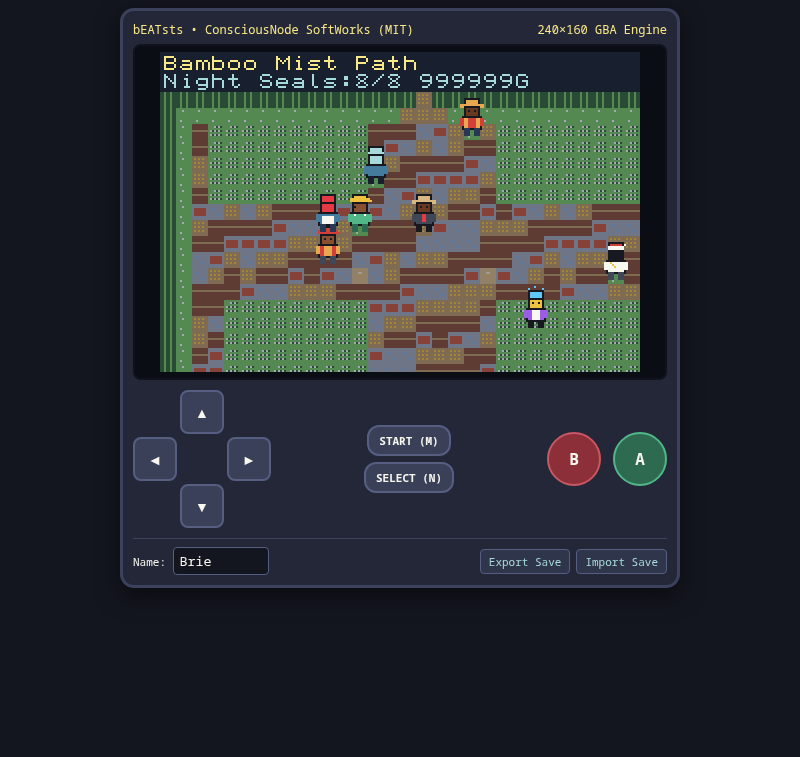 bEATsts • ConsciousNode SoftWorks (MIT)
240×160 GBA Engine
Bamboo Mist Path
Night Seals:8/8 999999G
▲
◄
►
▼
START (M)
SELECT (N)
B
A
Name: Brie
Export Save
Import Save